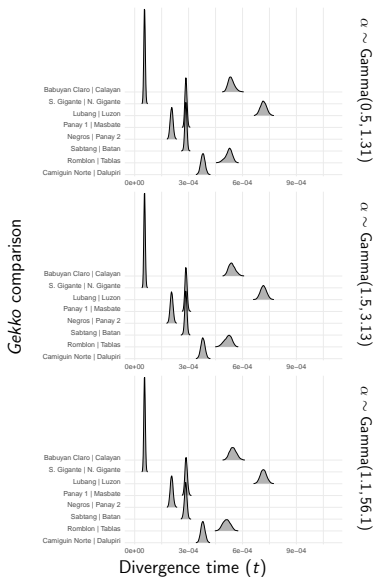 Babuyan Claro | Calayan
S. Gigante | N. Gigante
Lubang | Luzon
Panay 1 | Masbate
Negros | Panay 2
Sabtang | Batan
Romblon | Tablas
Camiguin Norte | Dalupiri
0e+00 3e−04 6e−04 9e−04
α ~ Gamma(0.5, 1.31)
Babuyan Claro | Calayan
S. Gigante | N. Gigante
Lubang | Luzon
Panay 1 | Masbate
Negros | Panay 2
Sabtang | Batan
Romblon | Tablas
Camiguin Norte | Dalupiri
0e+00 3e−04 6e−04 9e−04
α ~ Gamma(1.5, 3.13)
Babuyan Claro | Calayan
S. Gigante | N. Gigante
Lubang | Luzon
Panay 1 | Masbate
Negros | Panay 2
Sabtang | Batan
Romblon | Tablas
Camiguin Norte | Dalupiri
0e+00 3e−04 6e−04 9e−04
α ~ Gamma(1.1, 56.1)
Gekko comparison
Divergence time (t)